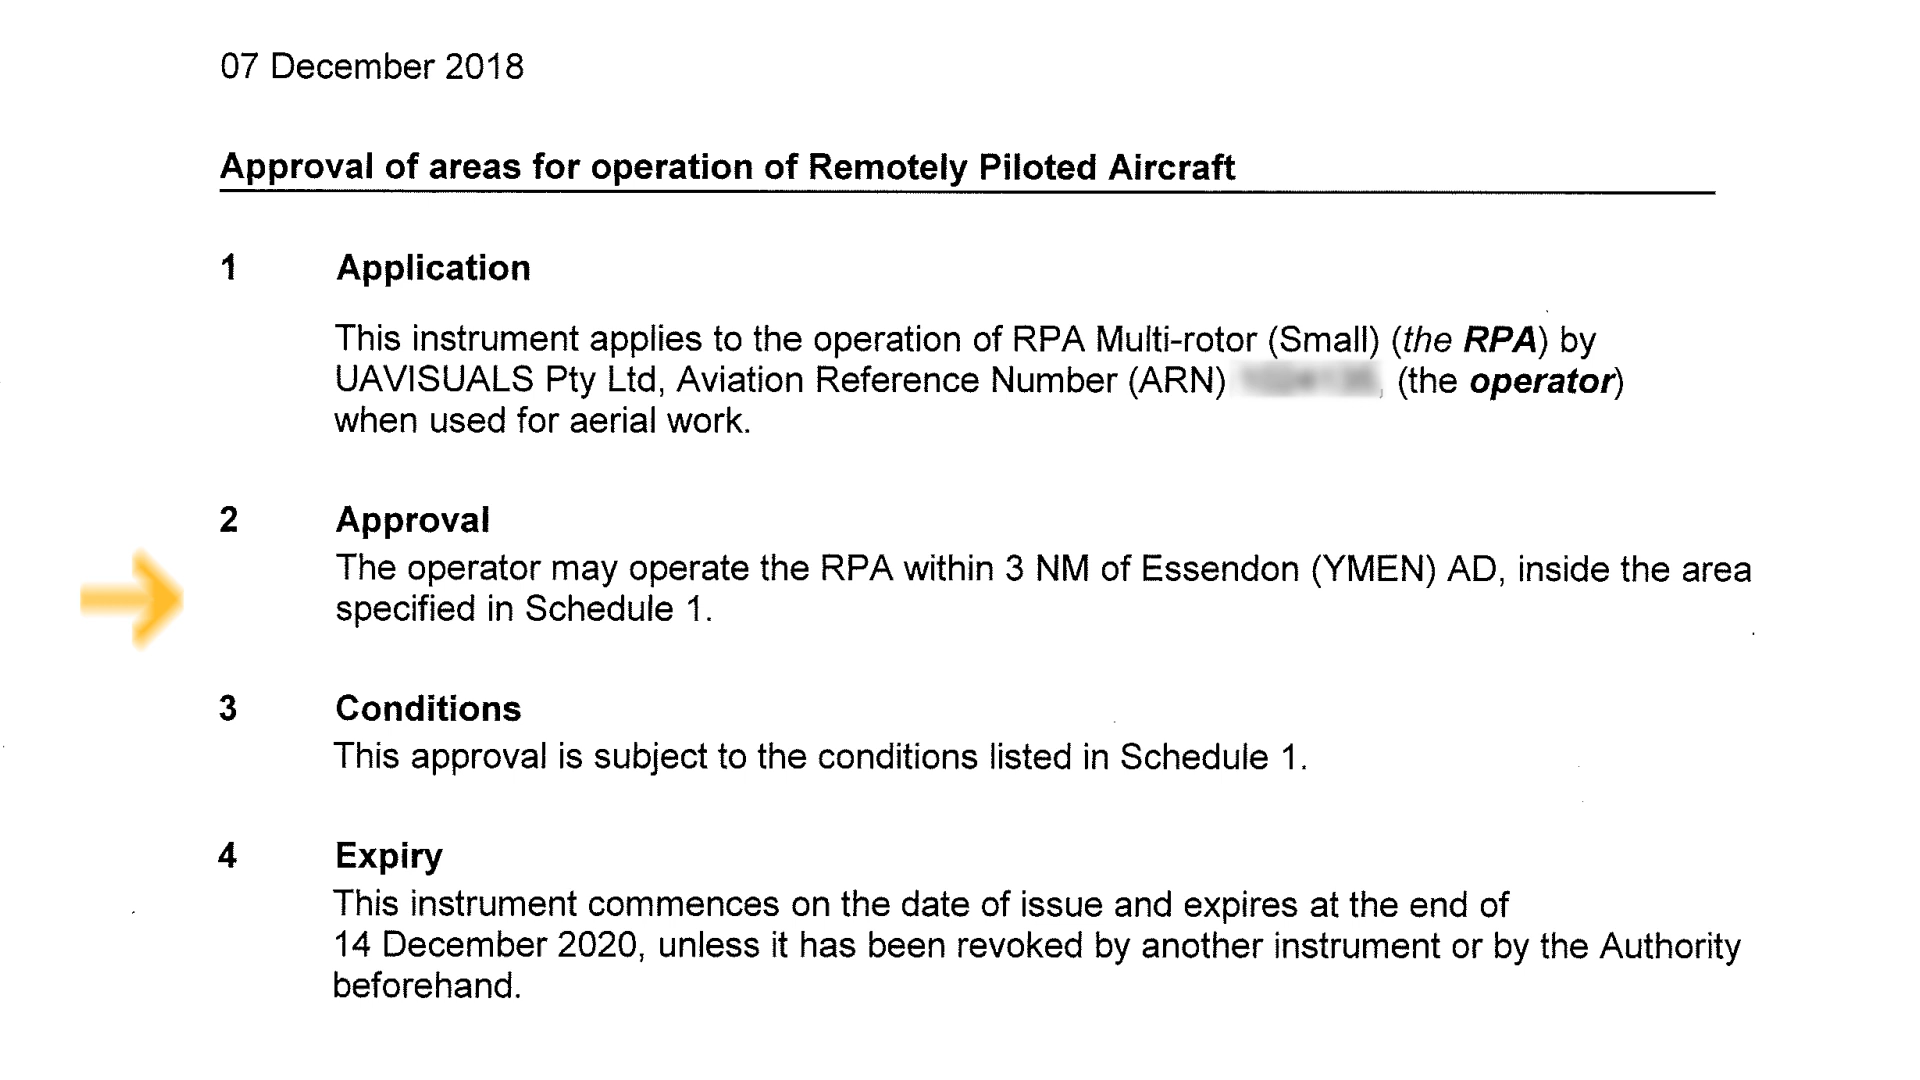 07 December 2018
Approval of areas for operation of Remotely Piloted Aircraft
1 Application
This instrument applies to the operation of RPA Multi-rotor (Small) (the RPA) by
UAVISUALS Pty Ltd, Aviation Reference Number (ARN) , (the operator)
when used for aerial work.
2 Approval
The operator may operate the RPA within 3 NM of Essendon (YMEN) AD, inside the area
specified in Schedule 1.
3 Conditions
This approval is subject to the conditions listed in Schedule 1.
4 Expiry
This instrument commences on the date of issue and expires at the end of
14 December 2020, unless it has been revoked by another instrument or by the Authority
beforehand.